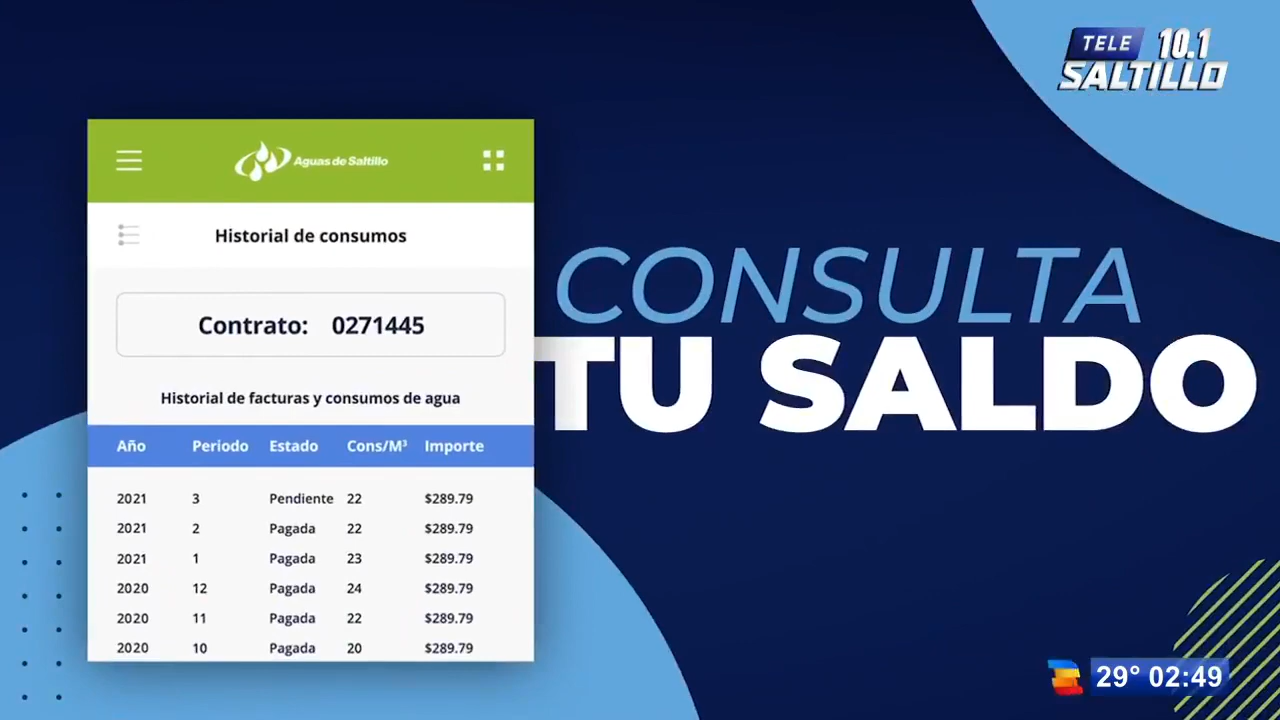 TELE 10.1
SALTILLO
Aguas de Saltillo
Historial de consumos
Contrato: 0271445
Historial de facturas y consumos de agua
Año Periodo Estado Cons/M³ Importe
2021 3 Pendiente 22 $289.79
2021 2 Pagada 22 $289.79
2021 1 Pagada 23 $289.79
2020 12 Pagada 24 $289.79
2020 11 Pagada 22 $289.79
2020 10 Pagada 20 $289.79
CONSULTA
TU SALDO
29° 02:49